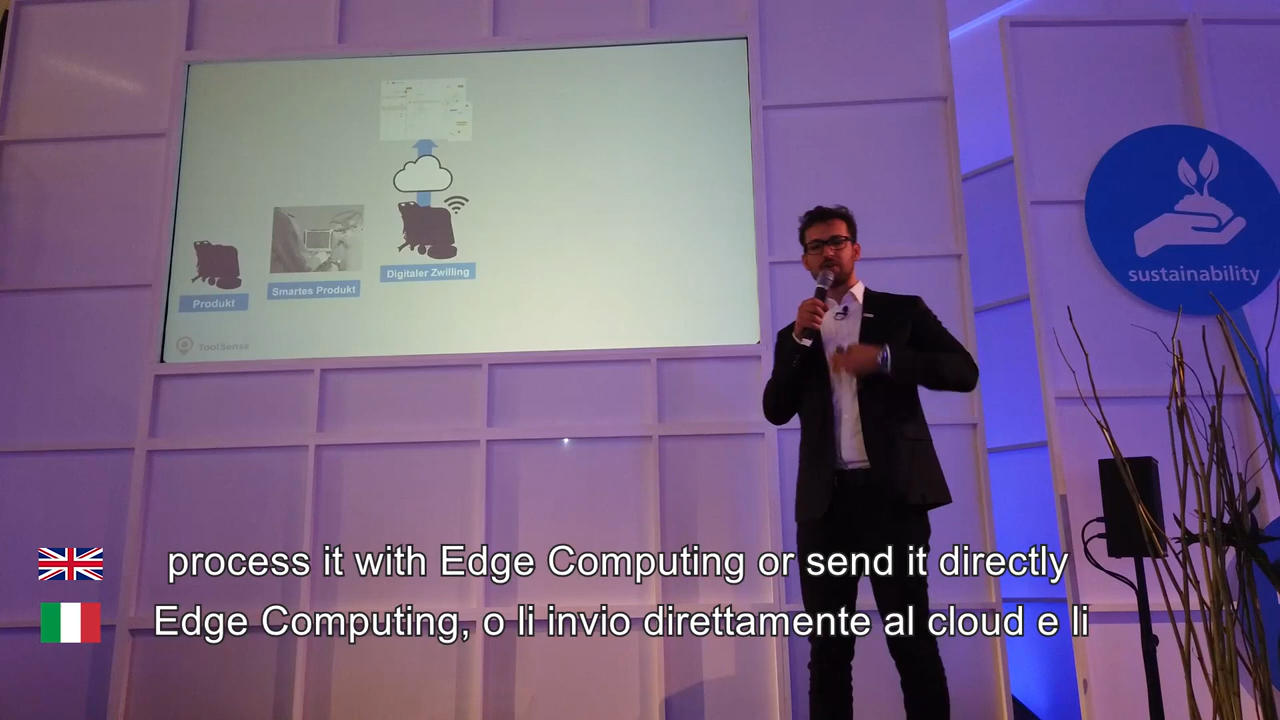 Digitaler Zwilling
Smartes Produkt
Produkt
ToolSense
sustainability
process it with Edge Computing or send it directly
Edge Computing, o li invio direttamente al cloud e li